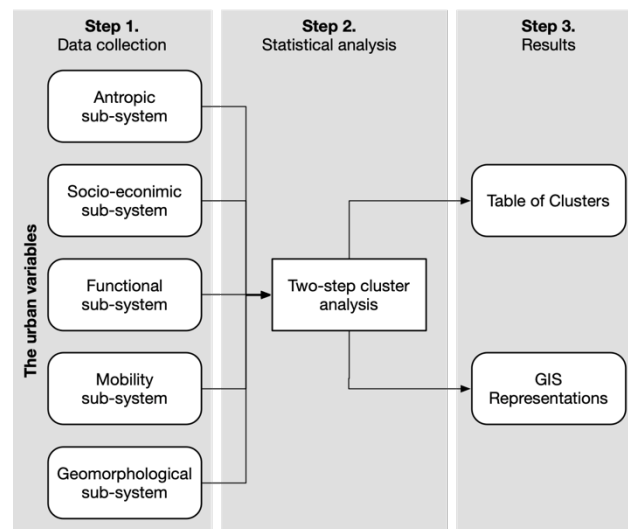 Step 1.
Data collection
Step 2.
Statistical analysis
Step 3.
Results
The urban variables
Antropic
sub-system
Socio-econimic
sub-system
Functional
sub-system
Mobility
sub-system
Geomorphological
sub-system
Two-step cluster
analysis
Table of Clusters
GIS
Representations